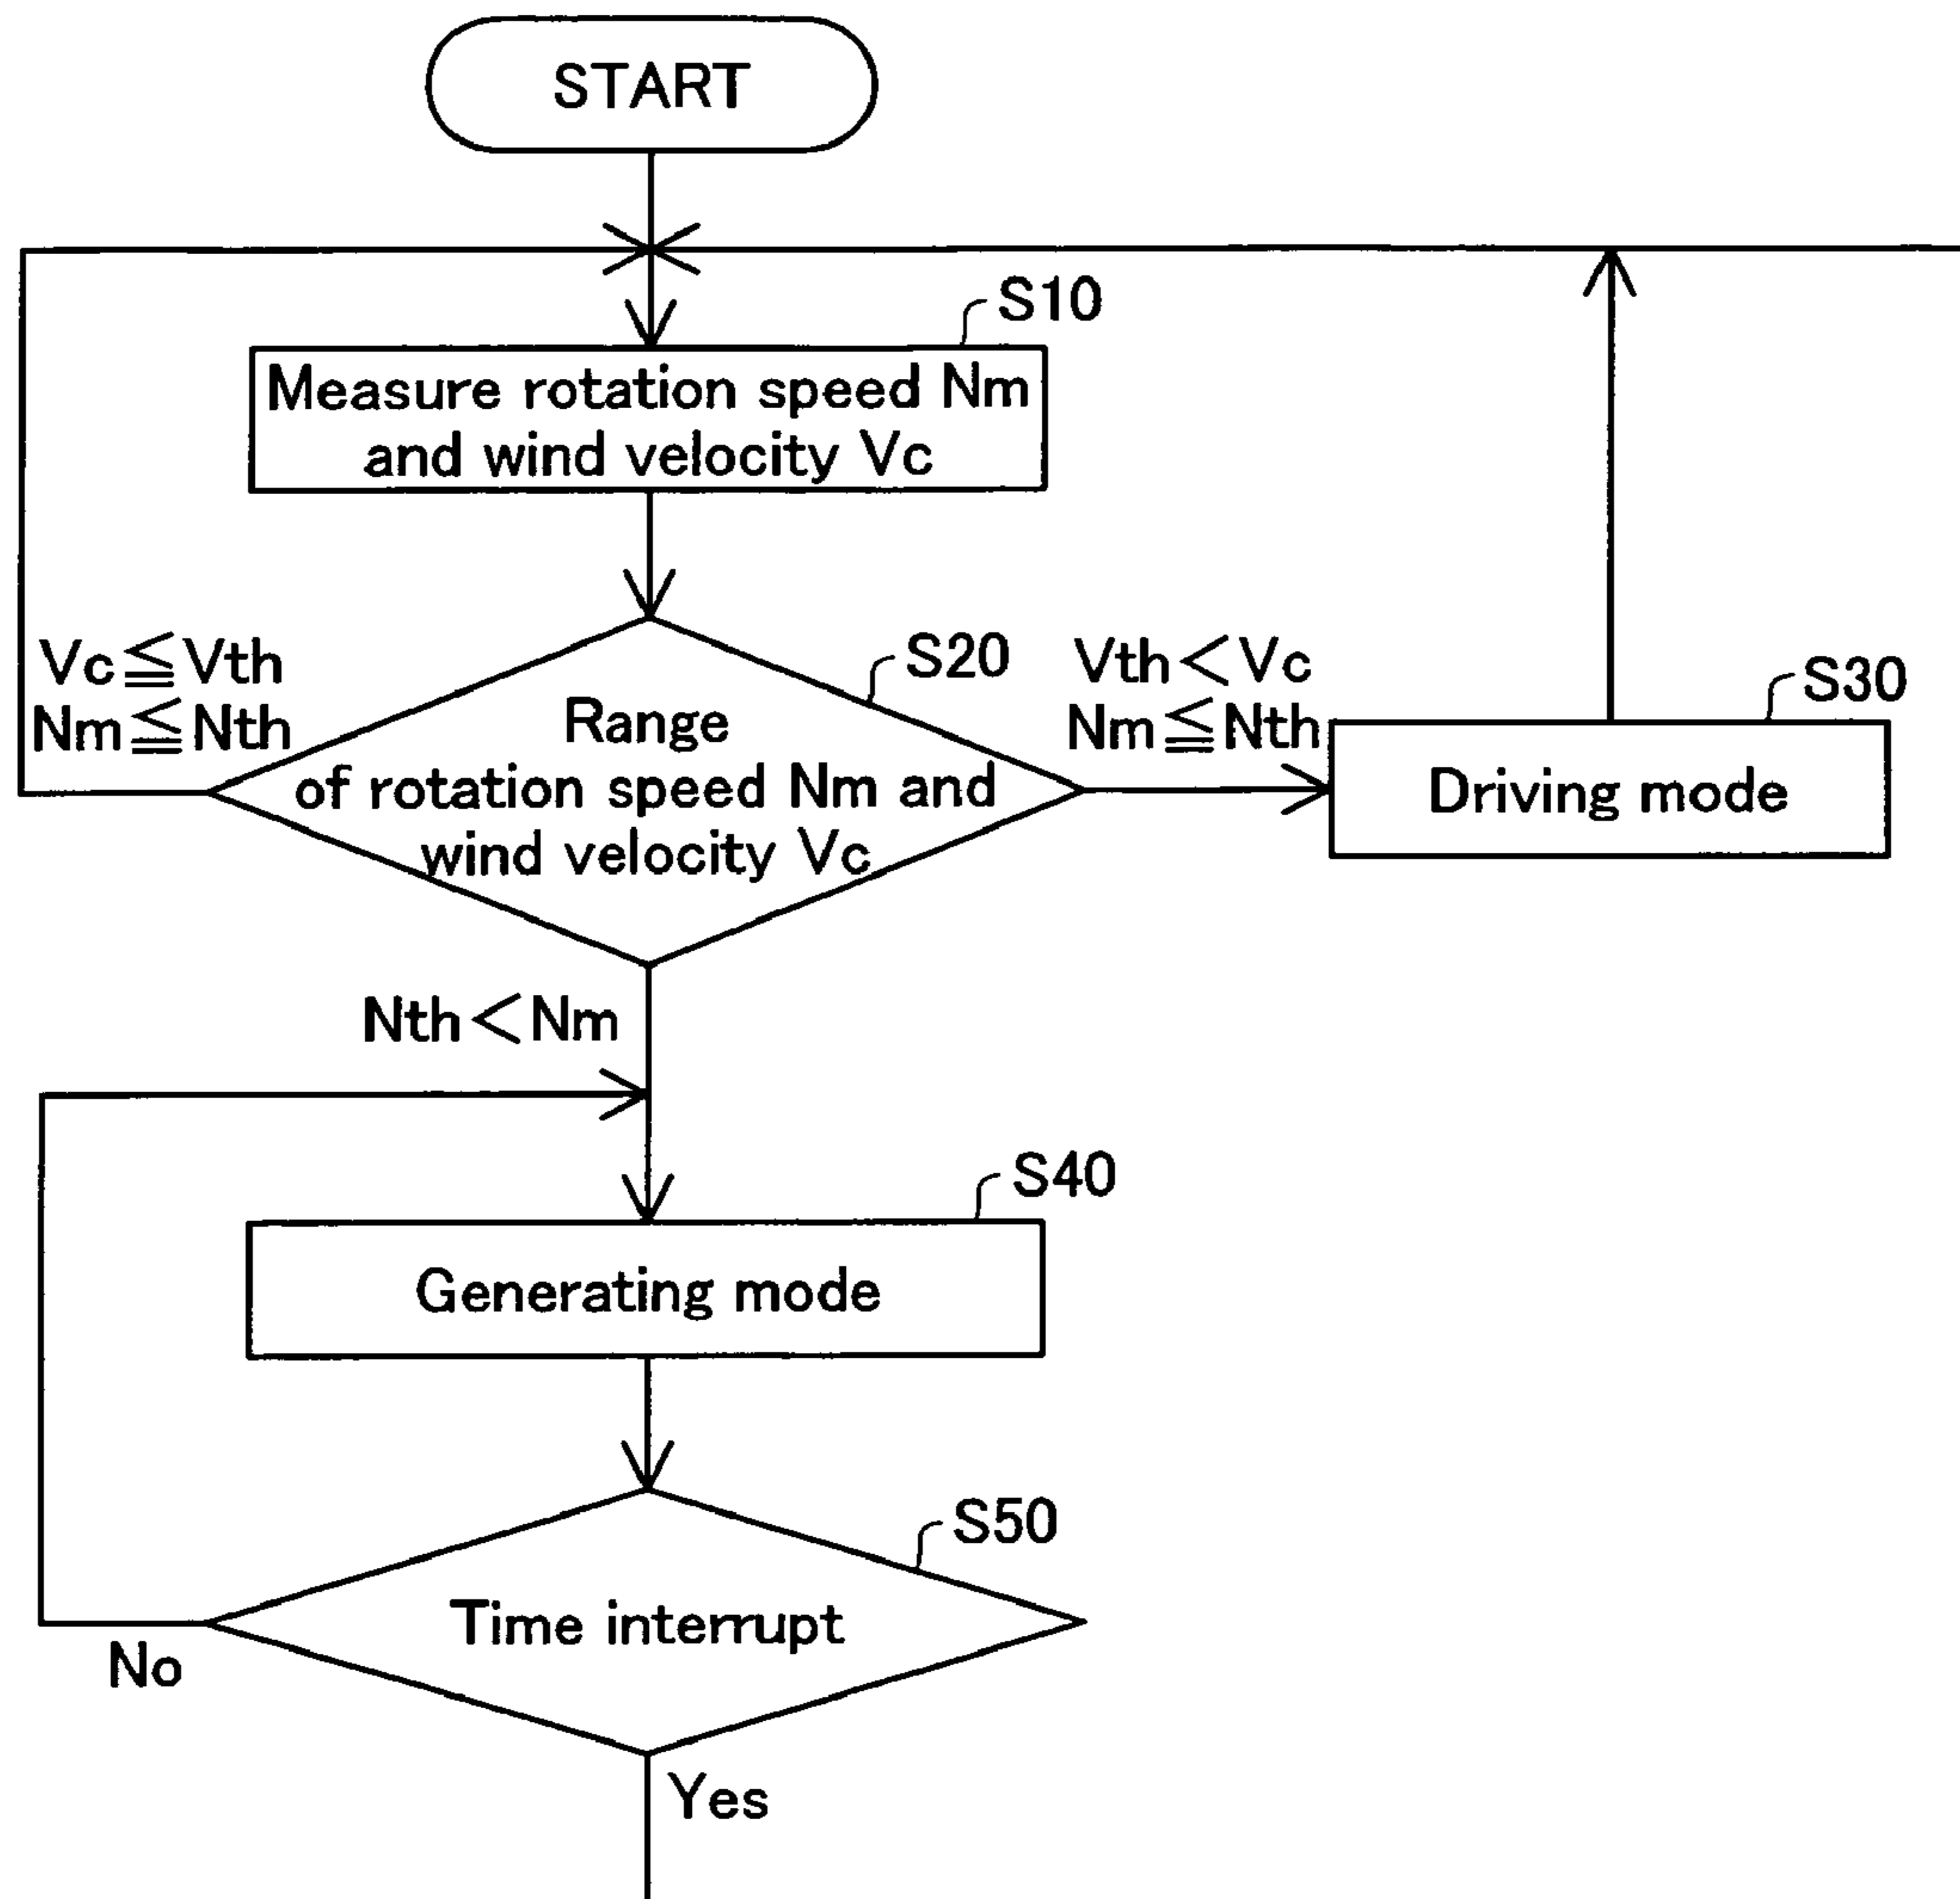 START
S10
Measure rotation speed Nm
and wind velocity Vc
Vc≦Vth
Nm≦Nth
S20
Range
of rotation speed Nm and
wind velocity Vc
Vth<Vc
Nm≦Nth
S30
Driving mode
Nth<Nm
S40
Generating mode
S50
Time interrupt
No
Yes